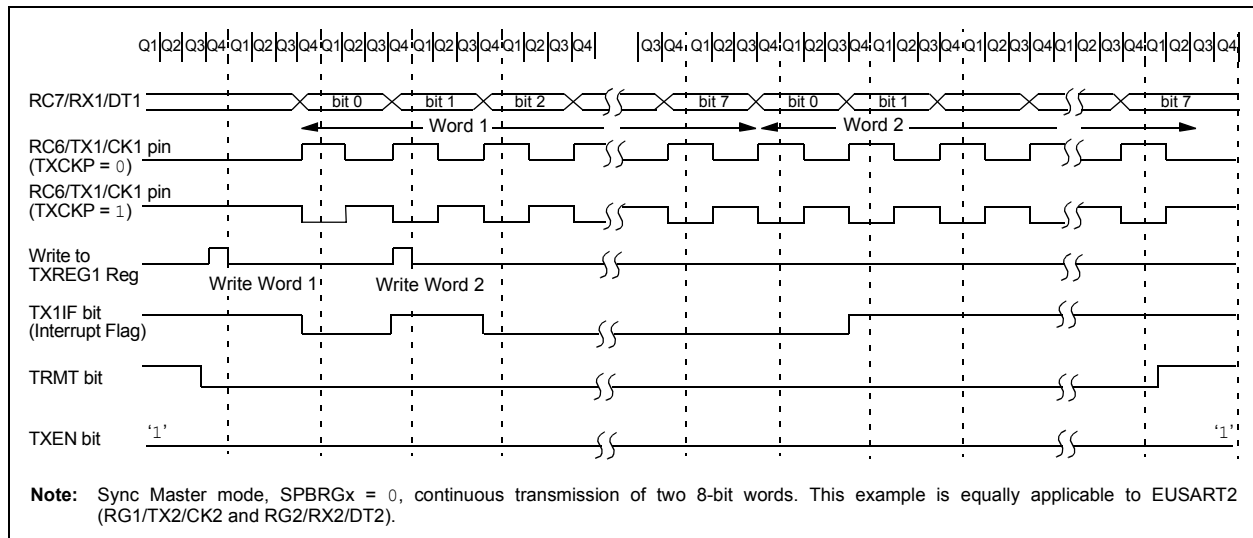 Q1 Q2 Q3 Q4 Q1 Q2 Q3 Q4 Q1 Q2 Q3 Q4 Q1 Q2 Q3 Q4 Q1 Q2 Q3 Q4 Q3 Q4 Q1 Q2 Q3 Q4 Q1 Q2 Q3 Q4 Q1 Q2 Q3 Q4 Q1 Q2 Q3 Q4 Q1 Q2 Q3 Q4 Q1 Q2 Q3 Q4
RC7/RX1/DT1 bit 0 bit 1 bit 2 bit 7 bit 0 bit 1 bit 7
Word 1 Word 2
RC6/TX1/CK1 pin
(TXCKP = 0)
RC6/TX1/CK1 pin
(TXCKP = 1)
Write to
TXREG1 Reg
Write Word 1 Write Word 2
TX1IF bit
(Interrupt Flag)
TRMT bit
TXEN bit ‘1’ ‘1’
Note: Sync Master mode, SPBRGx = 0, continuous transmission of two 8-bit words. This example is equally applicable to EUSART2
(RG1/TX2/CK2 and RG2/RX2/DT2).